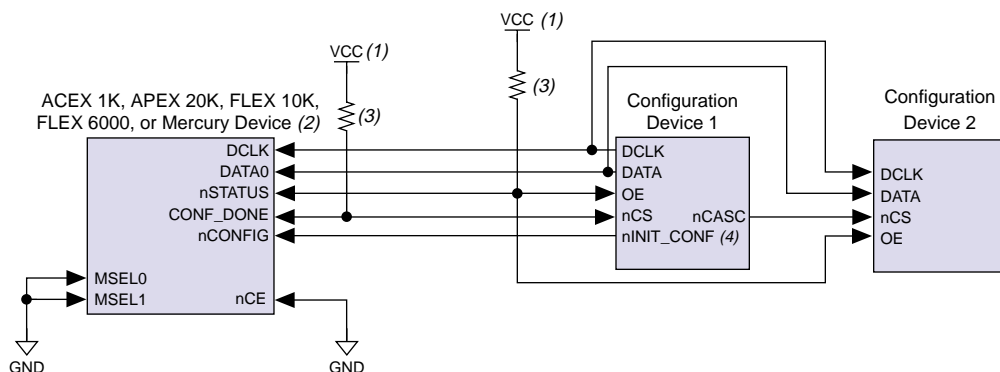 VCC (1)
VCC (1)
(3)
(3)
ACEX 1K, APEX 20K, FLEX 10K,
FLEX 6000, or Mercury Device (2)
DCLK
DATA0
nSTATUS
CONF_DONE
nCONFIG
MSEL0
MSEL1
nCE
GND
GND
Configuration
Device 1
DCLK
DATA
OE
nCS
nCASC
nINIT_CONF (4)
Configuration
Device 2
DCLK
DATA
nCS
OE